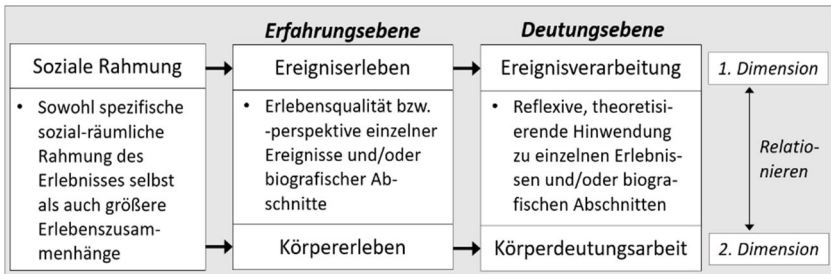 Erfahrungsebene
Deutungsebene
Soziale Rahmung
Ereigniserleben
Ereignisverarbeitung
1. Dimension
• Sowohl spezifische
sozial-räumliche
Rahmung des
Erlebnisses selbst
als auch größere
Erlebenszusam-
menhänge
• Erlebensqualität bzw.
-perspektive einzelner
Ereignisse und/oder
biografischer Ab-
schnitte
• Reflexive, theoretisi-
erende Hinwendung
zu einzelnen Erlebnis-
sen und/oder biogra-
fischen Abschnitten
Relatio-
nieren
Körpererleben
Körperdeutungsarbeit
2. Dimension